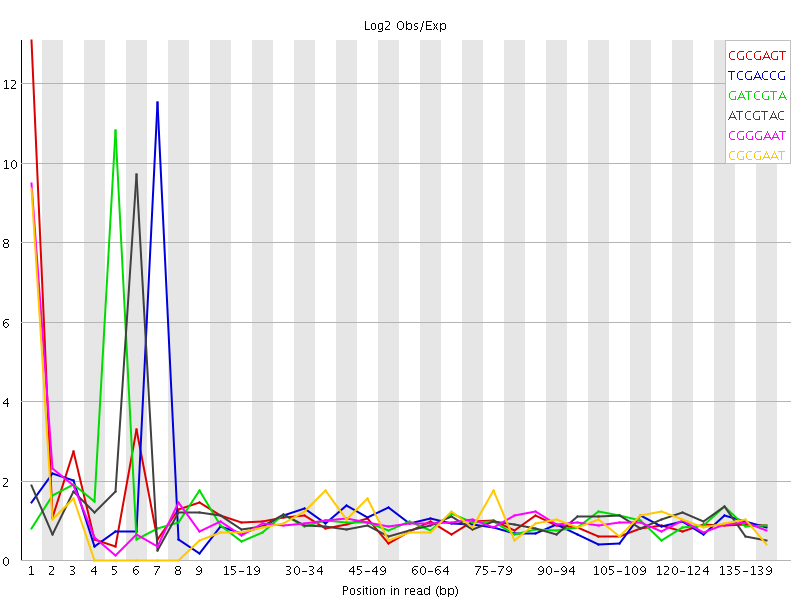 Log2 Obs/Exp
CGCGAGT
TCGACCG
GATCGTA
ATCGTAC
CGGGAAT
CGCGAAT
12
10
8
6
4
2
0
1 2 3 4 5 6 7 8 9 15-19 30-34 45-49 60-64 75-79 90-94 105-109 120-124 135-139
Position in read (bp)